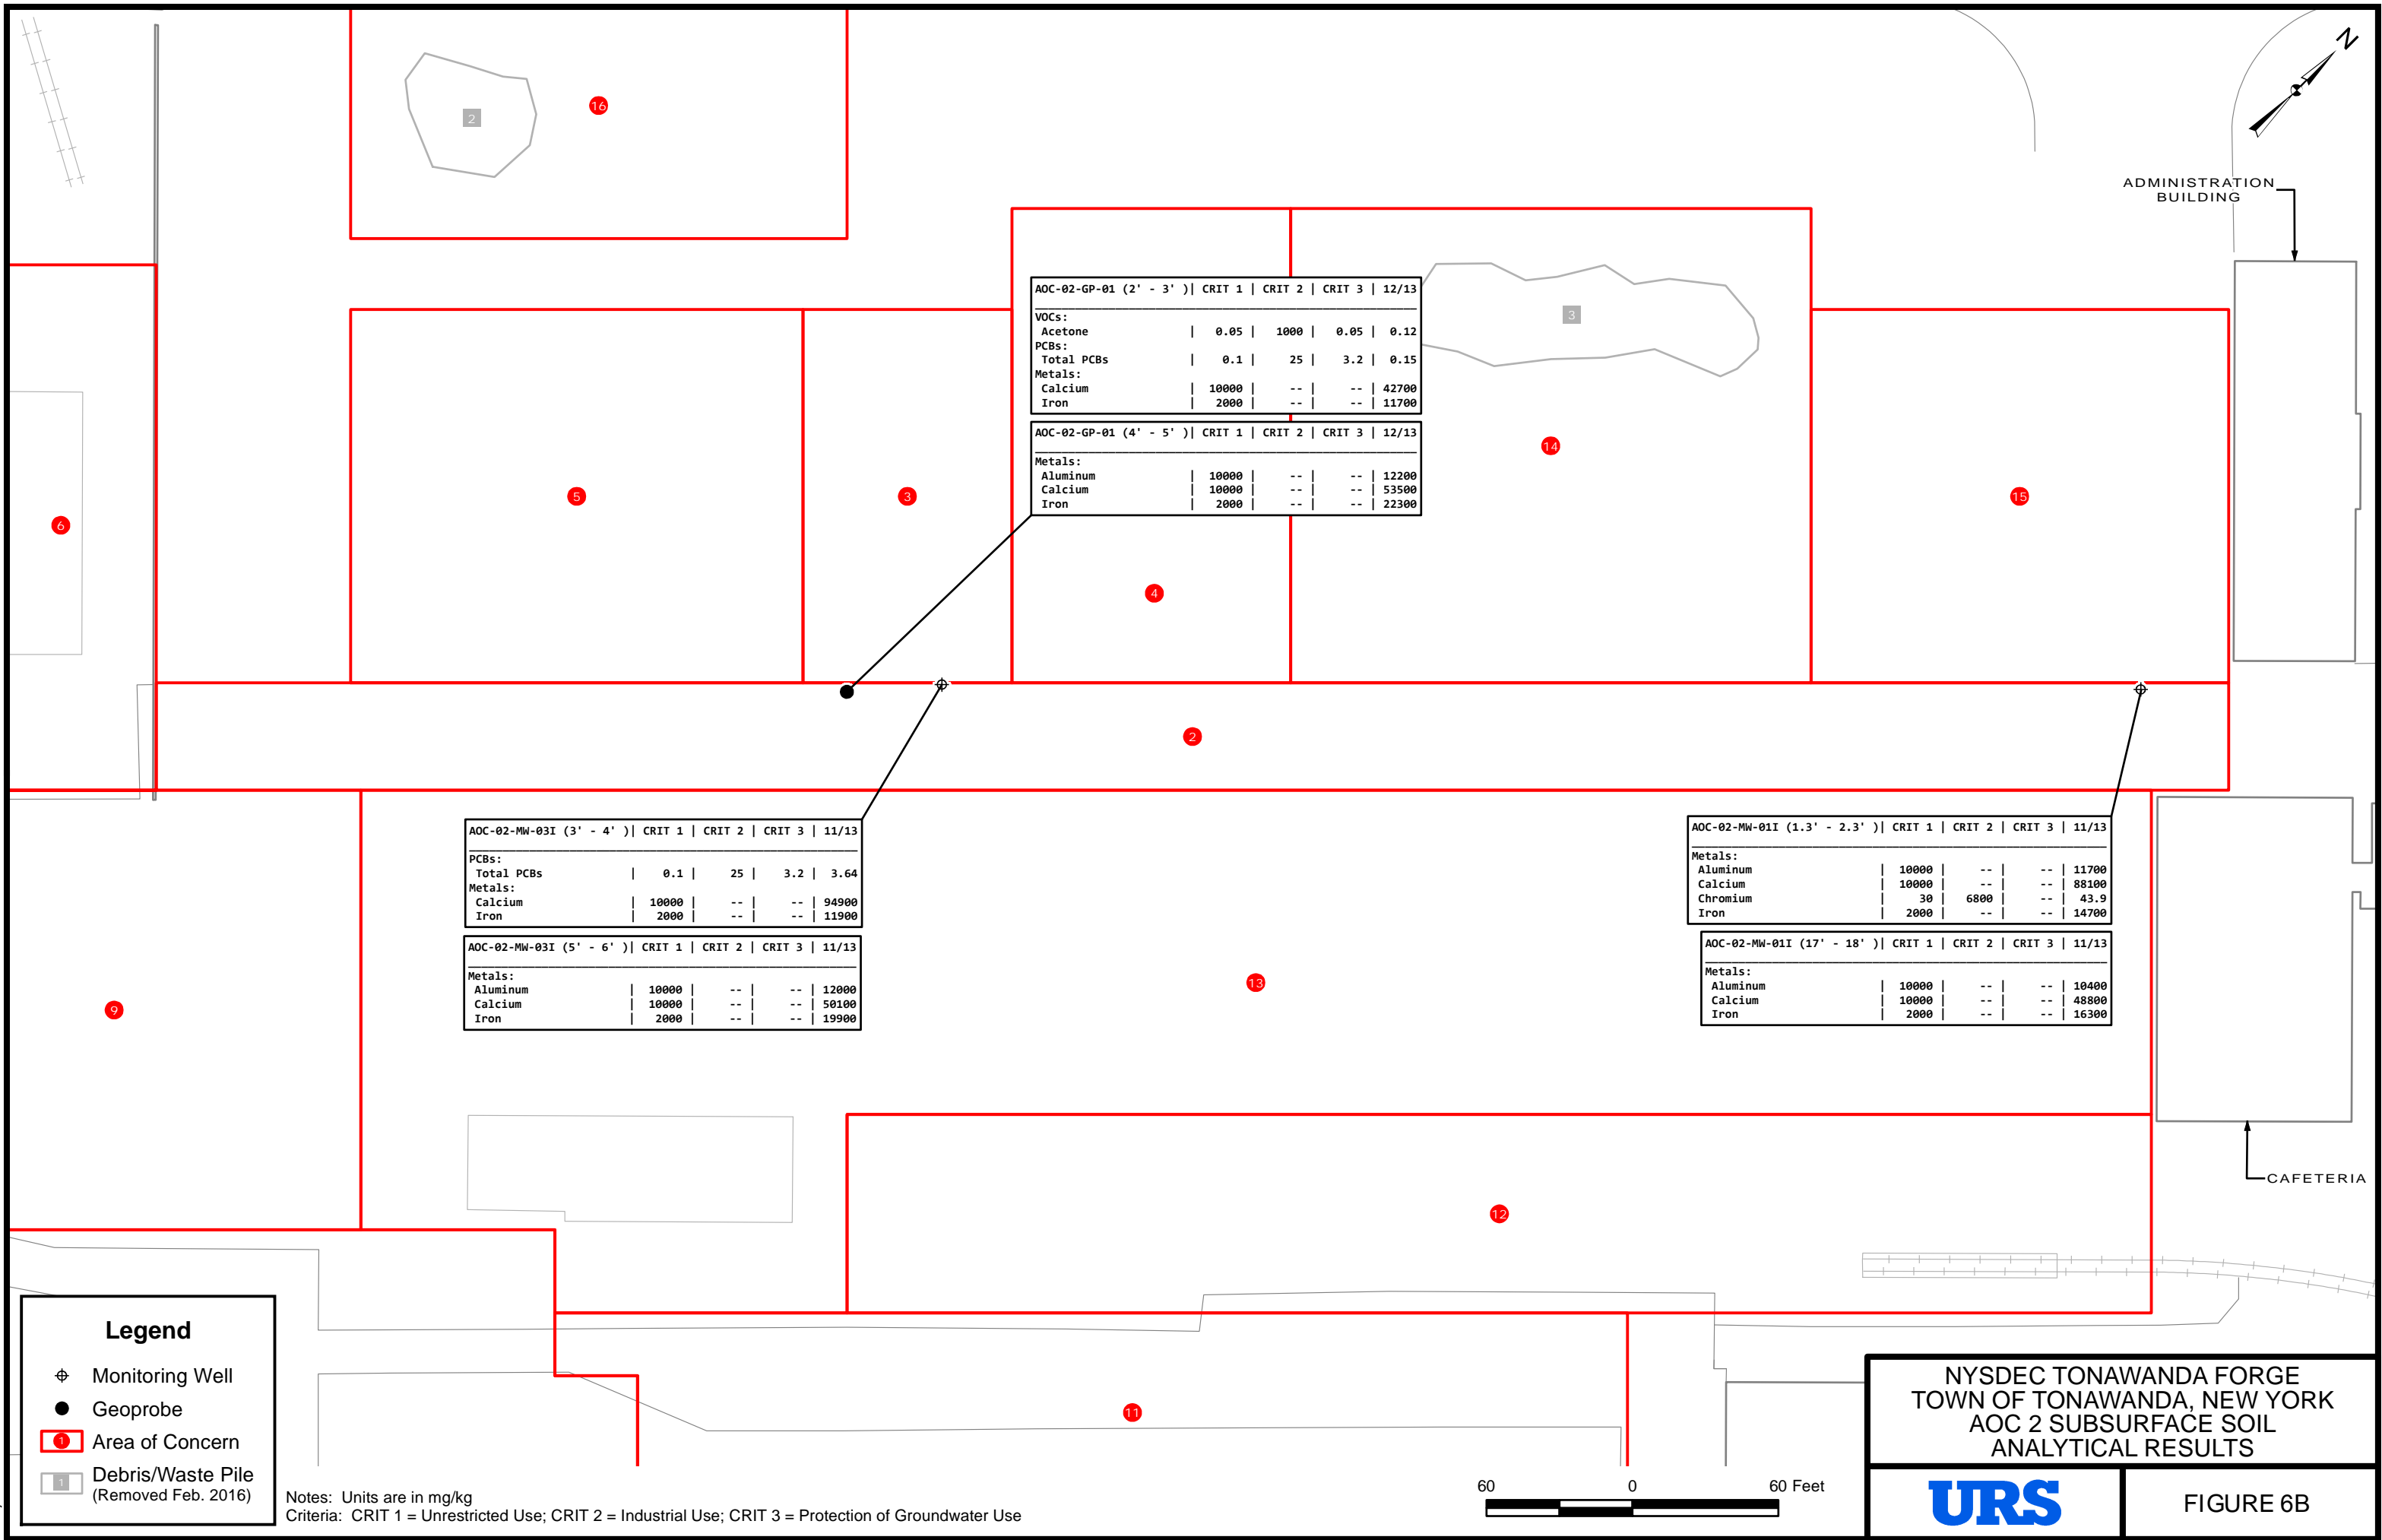 N
ADMINISTRATION
BUILDING
2
16
AOC-02-GP-01 (2' - 3' )| CRIT 1 | CRIT 2 | CRIT 3 | 12/13
VOCs:
Acetone | 0.05 | 1000 | 0.05 | 0.12
PCBs:
Total PCBs | 0.1 | 25 | 3.2 | 0.15
Metals:
Calcium | 10000 | -- | -- | 42700
Iron | 2000 | -- | -- | 11700
3
AOC-02-GP-01 (4' - 5' )| CRIT 1 | CRIT 2 | CRIT 3 | 12/13
Metals:
Aluminum | 10000 | -- | -- | 12200
Calcium | 10000 | -- | -- | 53500
Iron | 2000 | -- | -- | 22300
14
6
5
3
15
4
2
AOC-02-MW-03I (3' - 4' )| CRIT 1 | CRIT 2 | CRIT 3 | 11/13
PCBs:
Total PCBs | 0.1 | 25 | 3.2 | 3.64
Metals:
Calcium | 10000 | -- | -- | 94900
Iron | 2000 | -- | -- | 11900
AOC-02-MW-03I (5' - 6' )| CRIT 1 | CRIT 2 | CRIT 3 | 11/13
Metals:
Aluminum | 10000 | -- | -- | 12000
Calcium | 10000 | -- | -- | 50100
Iron | 2000 | -- | -- | 19900
AOC-02-MW-01I (1.3' - 2.3' )| CRIT 1 | CRIT 2 | CRIT 3 | 11/13
Metals:
Aluminum | 10000 | -- | -- | 11700
Calcium | 10000 | -- | -- | 88100
Chromium | 30 | 6800 | -- | 43.9
Iron | 2000 | -- | -- | 14700
AOC-02-MW-01I (17' - 18' )| CRIT 1 | CRIT 2 | CRIT 3 | 11/13
Metals:
Aluminum | 10000 | -- | -- | 10400
Calcium | 10000 | -- | -- | 48800
Iron | 2000 | -- | -- | 16300
9
13
CAFETERIA
12
11
Legend
Monitoring Well
Geoprobe
1 Area of Concern
1 Debris/Waste Pile
(Removed Feb. 2016)
Notes: Units are in mg/kg
Criteria: CRIT 1 = Unrestricted Use; CRIT 2 = Industrial Use; CRIT 3 = Protection of Groundwater Use
60 0 60 Feet
NYSDEC TONAWANDA FORGE
TOWN OF TONAWANDA, NEW YORK
AOC 2 SUBSURFACE SOIL
ANALYTICAL RESULTS
URS
FIGURE 6B